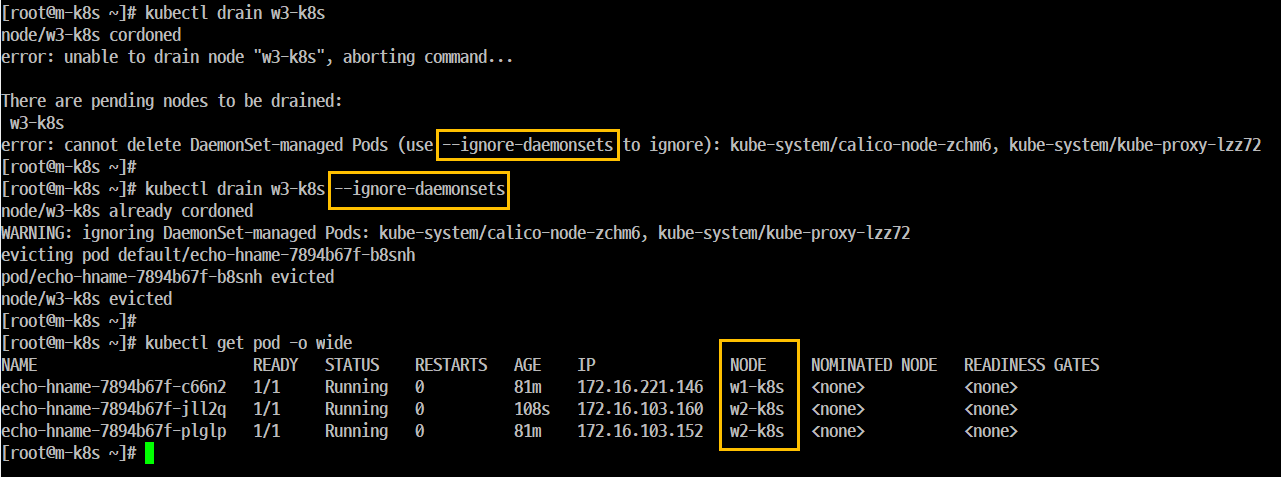 [root@m-k8s ~]# kubectl drain w3-k8s
node/w3-k8s cordoned
error: unable to drain node "w3-k8s", aborting command...
There are pending nodes to be drained:
 w3-k8s
error: cannot delete DaemonSet-managed Pods (use --ignore-daemonsets to ignore): kube-system/calico-node-zchm6, kube-system/kube-proxy-lzz72
[root@m-k8s ~]#
[root@m-k8s ~]# kubectl drain w3-k8s --ignore-daemonsets
node/w3-k8s already cordoned
WARNING: ignoring DaemonSet-managed Pods: kube-system/calico-node-zchm6, kube-system/kube-proxy-lzz72
evicting pod default/echo-hname-7894b67f-b8snh
pod/echo-hname-7894b67f-b8snh evicted
node/w3-k8s evicted
[root@m-k8s ~]#
[root@m-k8s ~]# kubectl get pod -o wide
NAME READY STATUS RESTARTS AGE IP NODE NOMINATED NODE READINESS GATES
echo-hname-7894b67f-c66n2 1/1 Running 0 81m 172.16.221.146 w1-k8s <none> <none>
echo-hname-7894b67f-jll2q 1/1 Running 0 108s 172.16.103.160 w2-k8s <none> <none>
echo-hname-7894b67f-plglp 1/1 Running 0 81m 172.16.103.152 w2-k8s <none> <none>
[root@m-k8s ~]#